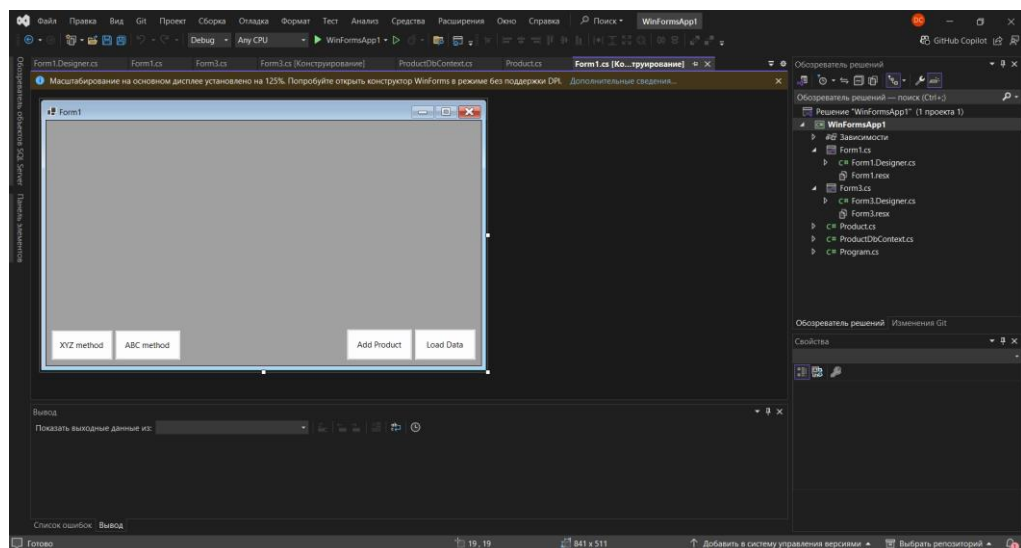 Файл Правка Вид Git Проект Сборка Отладка Формат Тест Анализ Средства Расширения Окно Справка Поиск WinFormsApp1 DC
Debug Any CPU WinFormsApp1 GitHub Copilot
Form1.Designer.cs Form1.cs Form3.cs Form3.cs [Конструирование] ProductDbContext.cs Product.cs Form1.cs [Ко...труирование]
Масштабирование на основном дисплее установлено на 125%. Попробуйте открыть конструктор WinForms в режиме без поддержки DPI. Дополнительные сведения...
Обозреватель объектов SQL Server
Панель элементов
Form1
XYZ method ABC method Add Product Load Data
Вывод
Показать выходные данные из:
Список ошибок Вывод
Обозреватель решений
Обозреватель решений — поиск (Ctrl+;)
Решение "WinFormsApp1" (1 проекта 1)
WinFormsApp1
Зависимости
Form1.cs
C# Form1.Designer.cs
Form1.resx
Form3.cs
C# Form3.Designer.cs
Form3.resx
C# Product.cs
C# ProductDbContext.cs
C# Program.cs
Обозреватель решений Изменения Git
Свойства
Готово 19 , 19 841 x 511 Добавить в систему управления версиями Выбрать репозиторий